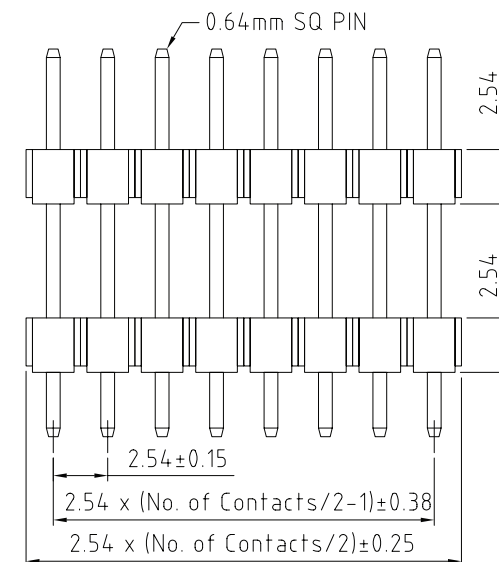 0.64mm SQ PIN
2.54
2.54
2.54±0.15
2.54 x (No. of Contacts/2-1)±0.38
2.54 x (No. of Contacts/2)±0.25